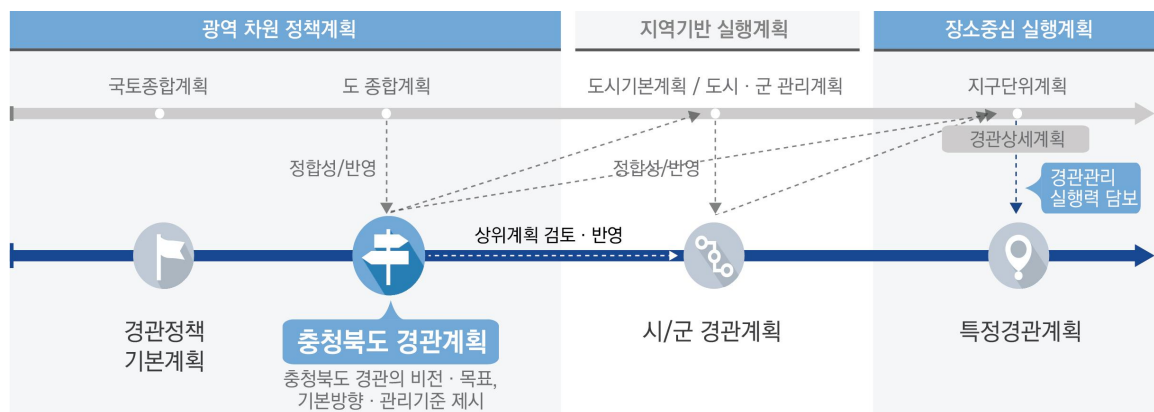 광역 차원 정책계획
지역기반 실행계획
장소중심 실행계획
국토종합계획
도 종합계획
도시기본계획 / 도시 · 군 관리계획
지구단위계획
경관상세계획
정합성/반영
정합성/반영
경관관리
실행력 담보
상위계획 검토 · 반영
경관정책
기본계획
충청북도 경관계획
시/군 경관계획
특정경관계획
충청북도 경관의 비전 · 목표,
기본방향 · 관리기준 제시